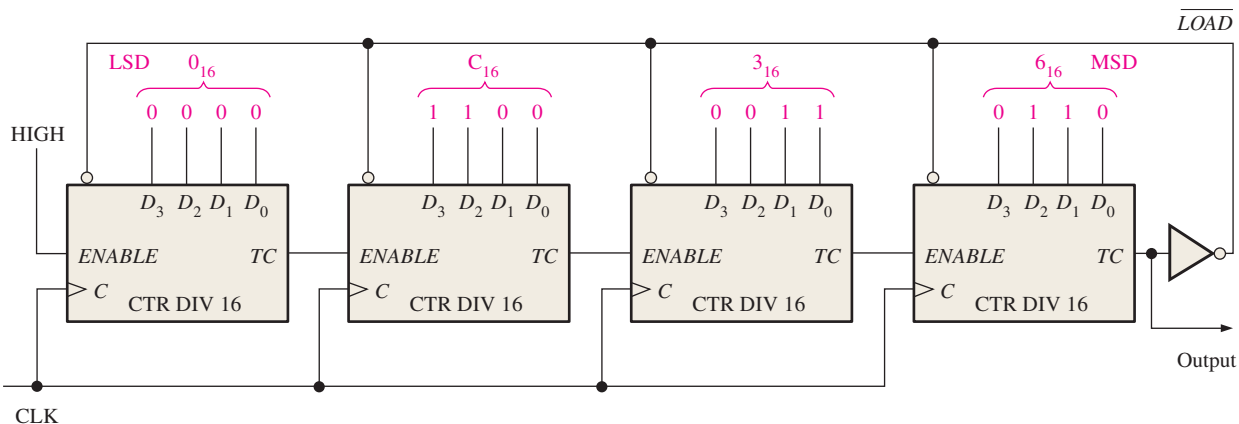 LOAD
LSD 0₁₆ C₁₆ 3₁₆ 6₁₆ MSD
0 0 0 0 1 1 0 0 0 0 1 1 0 1 1 0
HIGH
D₃ D₂ D₁ D₀ D₃ D₂ D₁ D₀ D₃ D₂ D₁ D₀ D₃ D₂ D₁ D₀
ENABLE TC ENABLE TC ENABLE TC ENABLE TC
C C C C
CTR DIV 16 CTR DIV 16 CTR DIV 16 CTR DIV 16
Output
CLK